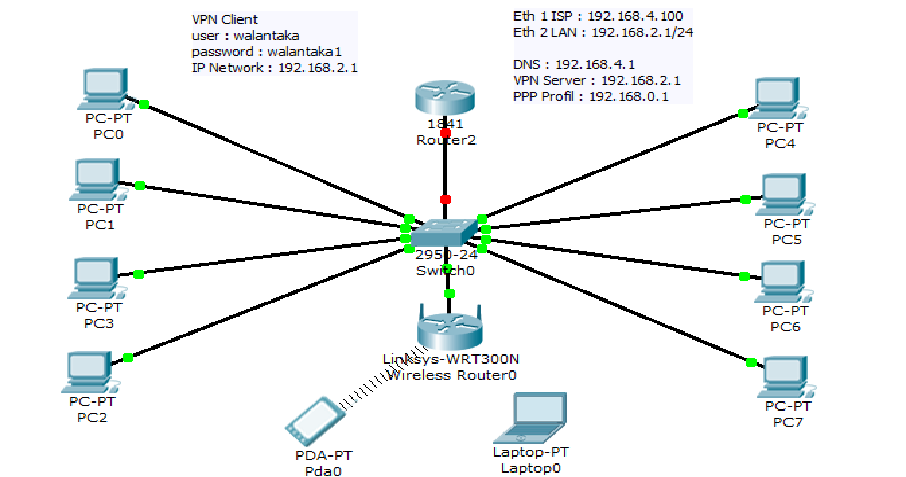 VPN Client
user : walantaka
password : walantaka1
IP Network : 192.168.2.1
Eth 1 ISP : 192.168.4.100
Eth 2 LAN : 192.168.2.1/24
DNS : 192.168.4.1
VPN Server : 192.168.2.1
PPP Profil : 192.168.0.1
PC-PT
PC0
1841
Router2
PC-PT
PC4
PC-PT
PC1
PC-PT
PC5
2950-24
Switch0
PC-PT
PC3
PC-PT
PC6
Linksys-WRT300N
Wireless Router0
PC-PT
PC2
PC-PT
PC7
PDA-PT
Pda0
Laptop-PT
Laptop0